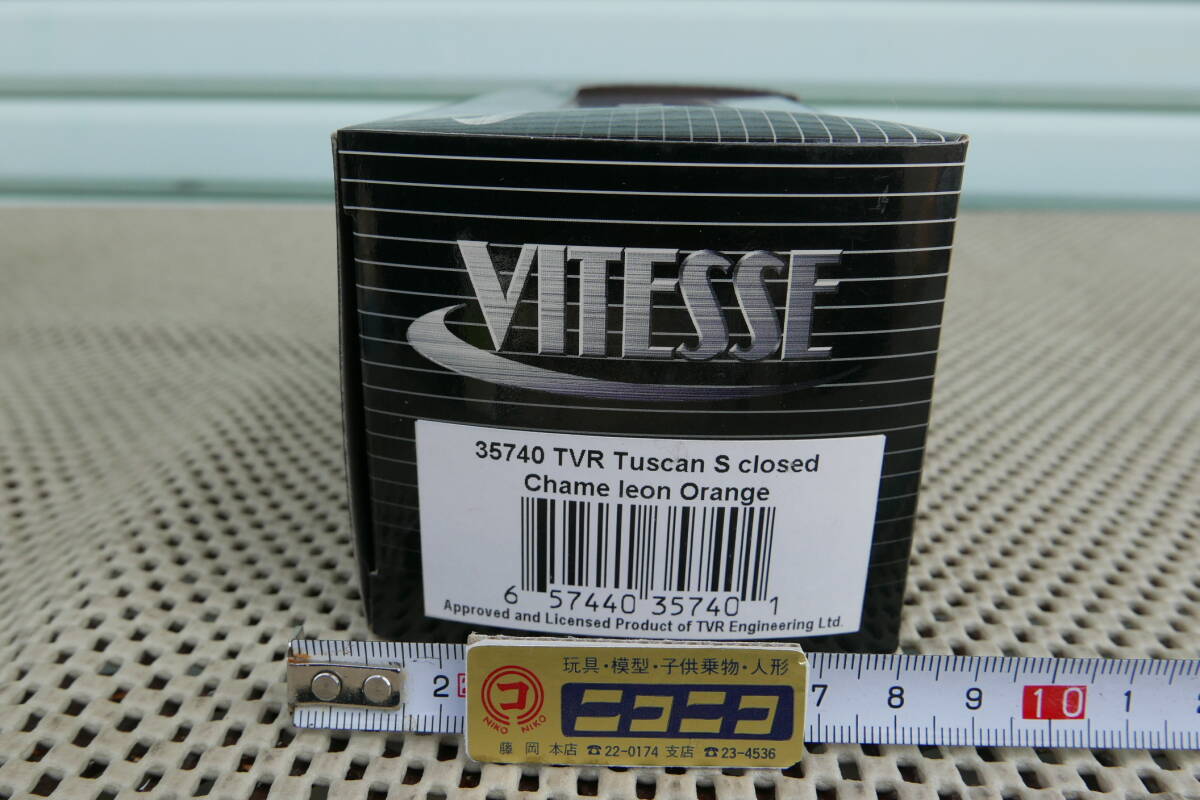 VITESSE
35740 TVR Tuscan S closed
Chame leon Orange
6 57440 35740 1
Approved and Licensed Product of TVR Engineering Ltd.
2 7 8 9 10 1
玩具・模型・子供乗物・人形
コ
NIKO NIKO
ニコニコ
藤岡 本店 ☎22-0174 支店 ☎23-4536